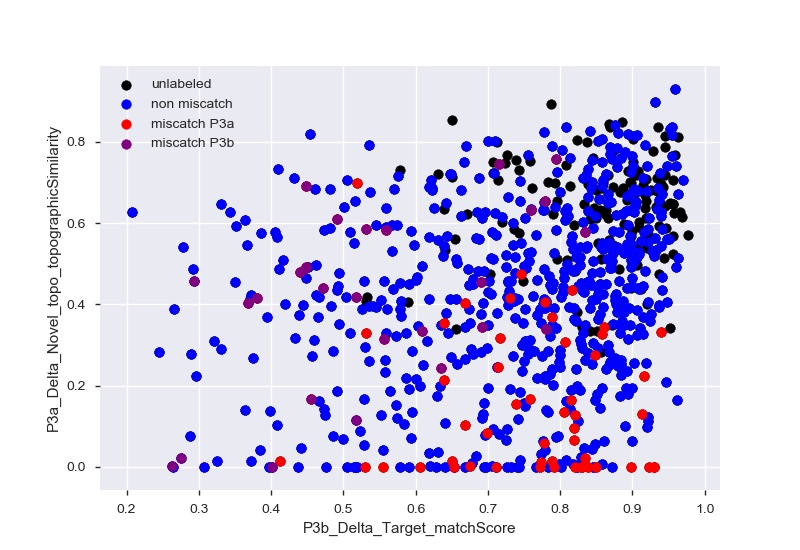 unlabeled
non miscatch
miscatch P3a
miscatch P3b
P3a_Delta_Novel_topo_topographicSimilarity
0.8
0.6
0.4
0.2
0.0
0.2 0.3 0.4 0.5 0.6 0.7 0.8 0.9 1.0
P3b_Delta_Target_matchScore